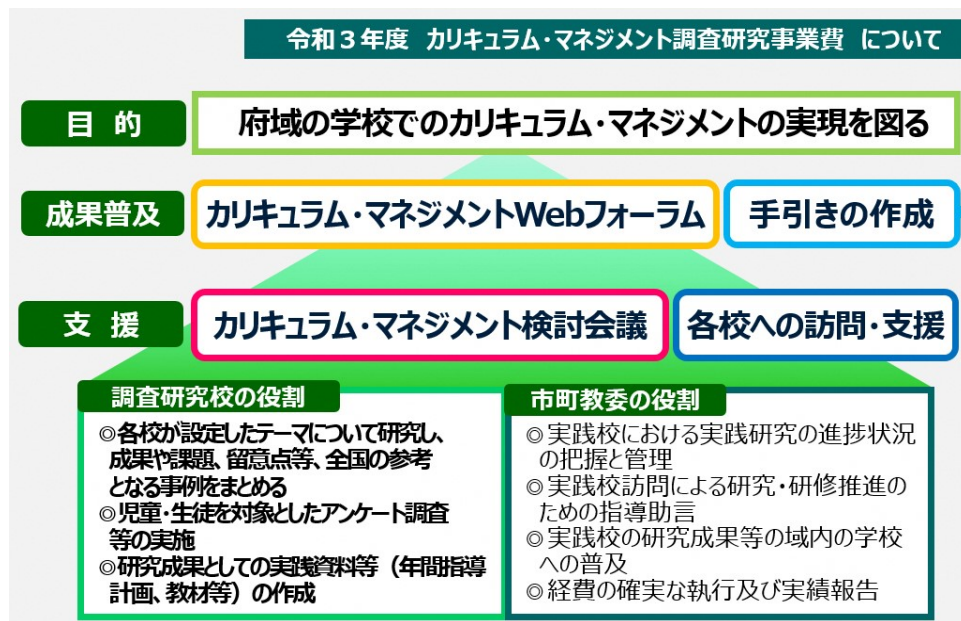 令和３年度 カリキュラム・マネジメント調査研究事業費 について
目 的
府域の学校でのカリキュラム・マネジメントの実現を図る
成果普及
カリキュラム・マネジメントWebフォーラム
手引きの作成
支 援
カリキュラム・マネジメント検討会議
各校への訪問・支援
調査研究校の役割
◎各校が設定したテーマについて研究し、
成果や課題、留意点等、全国の参考
となる事例をまとめる
◎児童・生徒を対象としたアンケート調査
等の実施
◎研究成果としての実践資料等（年間指導
計画、教材等）の作成
市町教委の役割
◎実践校における実践研究の進捗状況
の把握と管理
◎実践校訪問による研究・研修推進の
ための指導助言
◎実践校の研究成果等の域内の学校
への普及
◎経費の確実な執行及び実績報告